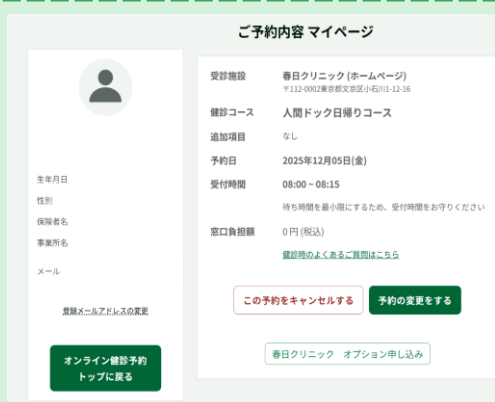 ご予約内容 マイページ
生年月日
性別
保険者名
事業所名
メール
登録メールアドレスの変更
オンライン健診予約
トップに戻る
受診施設 春日クリニック (ホームページ)
〒112-0002東京都文京区小石川1-12-16
健診コース 人間ドック日帰りコース
追加項目 なし
予約日 2025年12月05日(金)
受付時間 08:00 ~ 08:15
待ち時間を最小限にするため、受付時間をお守りください
窓口負担額 0 円 (税込)
健診時のよくあるご質問はこちら
この予約をキャンセルする 予約の変更をする
春日クリニック オプション申し込み